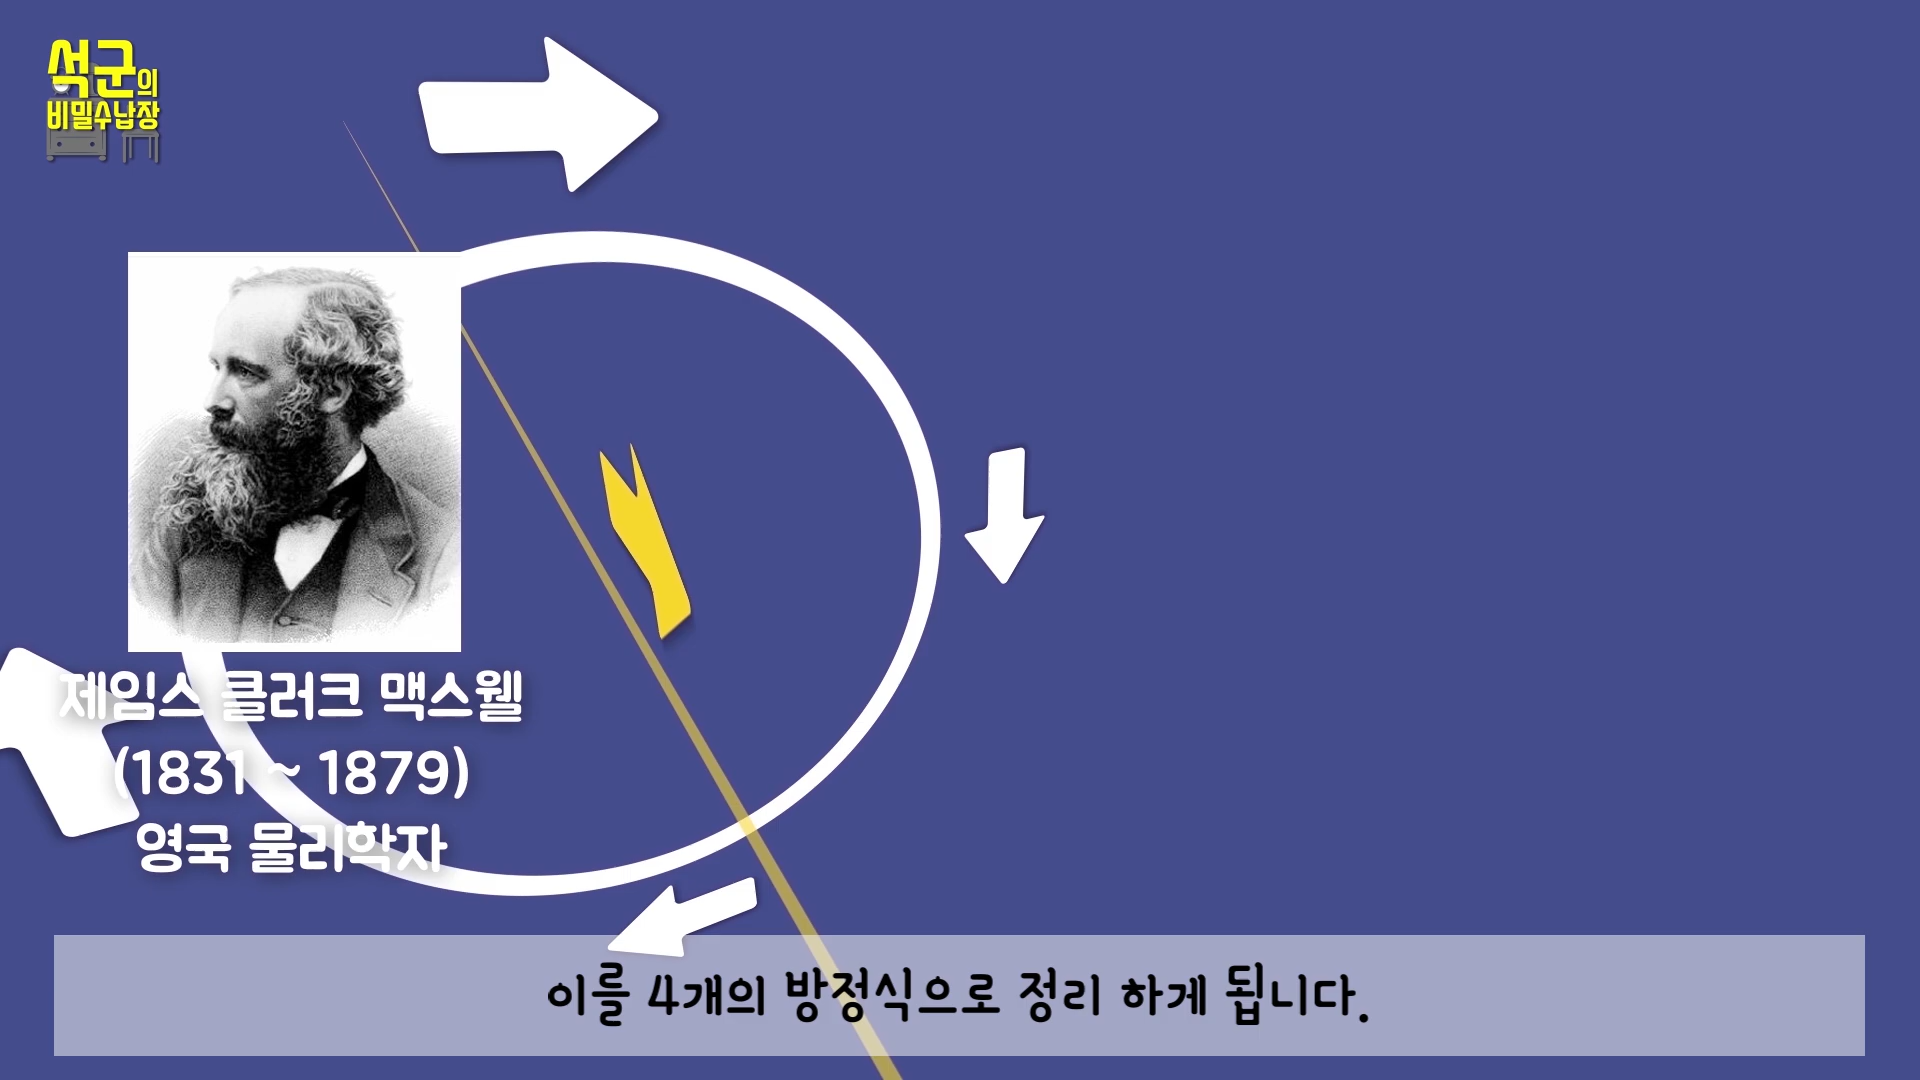 석군의
비밀수납장
제임스 클러크 맥스웰
(1831 ~ 1879)
영국 물리학자
이를 4개의 방정식으로 정리 하게 됩니다.